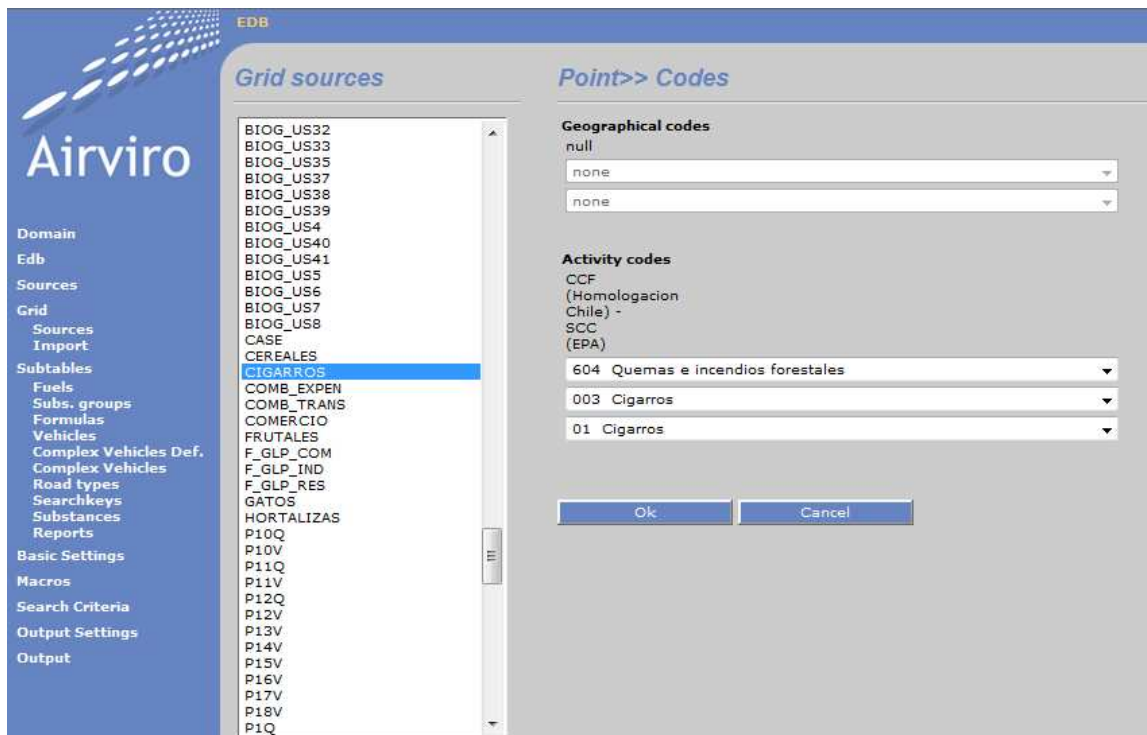 EDB
Airviro
Domain
Edb
Sources
Grid
Sources
Import
Subtables
Fuels
Subs. groups
Formulas
Vehicles
Complex Vehicles Def.
Complex Vehicles
Road types
Searchkeys
Substances
Reports
Basic Settings
Macros
Search Criteria
Output Settings
Output
Grid sources
BIOG_US32
BIOG_US33
BIOG_US35
BIOG_US37
BIOG_US38
BIOG_US39
BIOG_US4
BIOG_US40
BIOG_US41
BIOG_US5
BIOG_US6
BIOG_US7
BIOG_US8
CASE
CEREALES
CIGARROS
COMB_EXPEN
COMB_TRANS
COMERCIO
FRUTALES
F_GLP_COM
F_GLP_IND
F_GLP_RES
GATOS
HORTALIZAS
P10Q
P10V
P11Q
P11V
P12Q
P12V
P13V
P14V
P15V
P16V
P17V
P18V
P1Q
Point>> Codes
Geographical codes
null
none
none
Activity codes
CCF
(Homologacion
Chile) -
SCC
(EPA)
604 Quemas e incendios forestales
003 Cigarros
01 Cigarros
Ok
Cancel